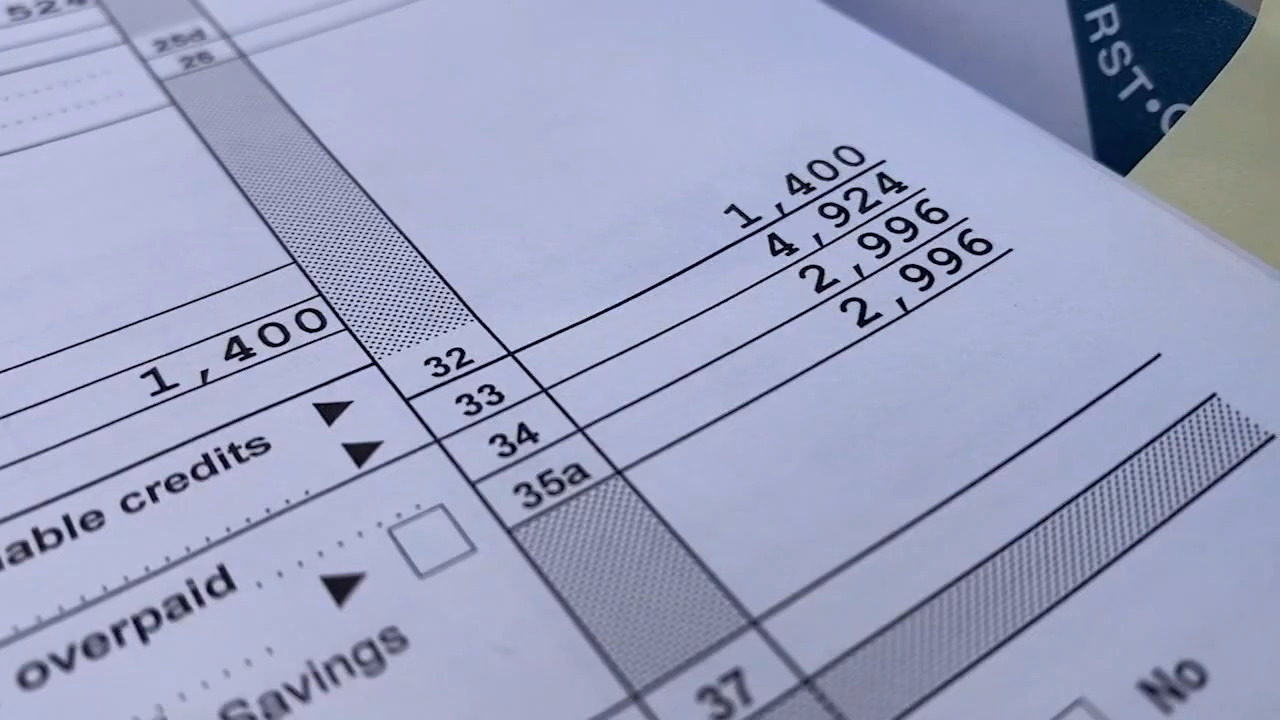 524
25d
26
RST•
1,400
32 1,400
33 4,924
able credits
34 2,996
35a 2,996
overpaid
Savings
37
No